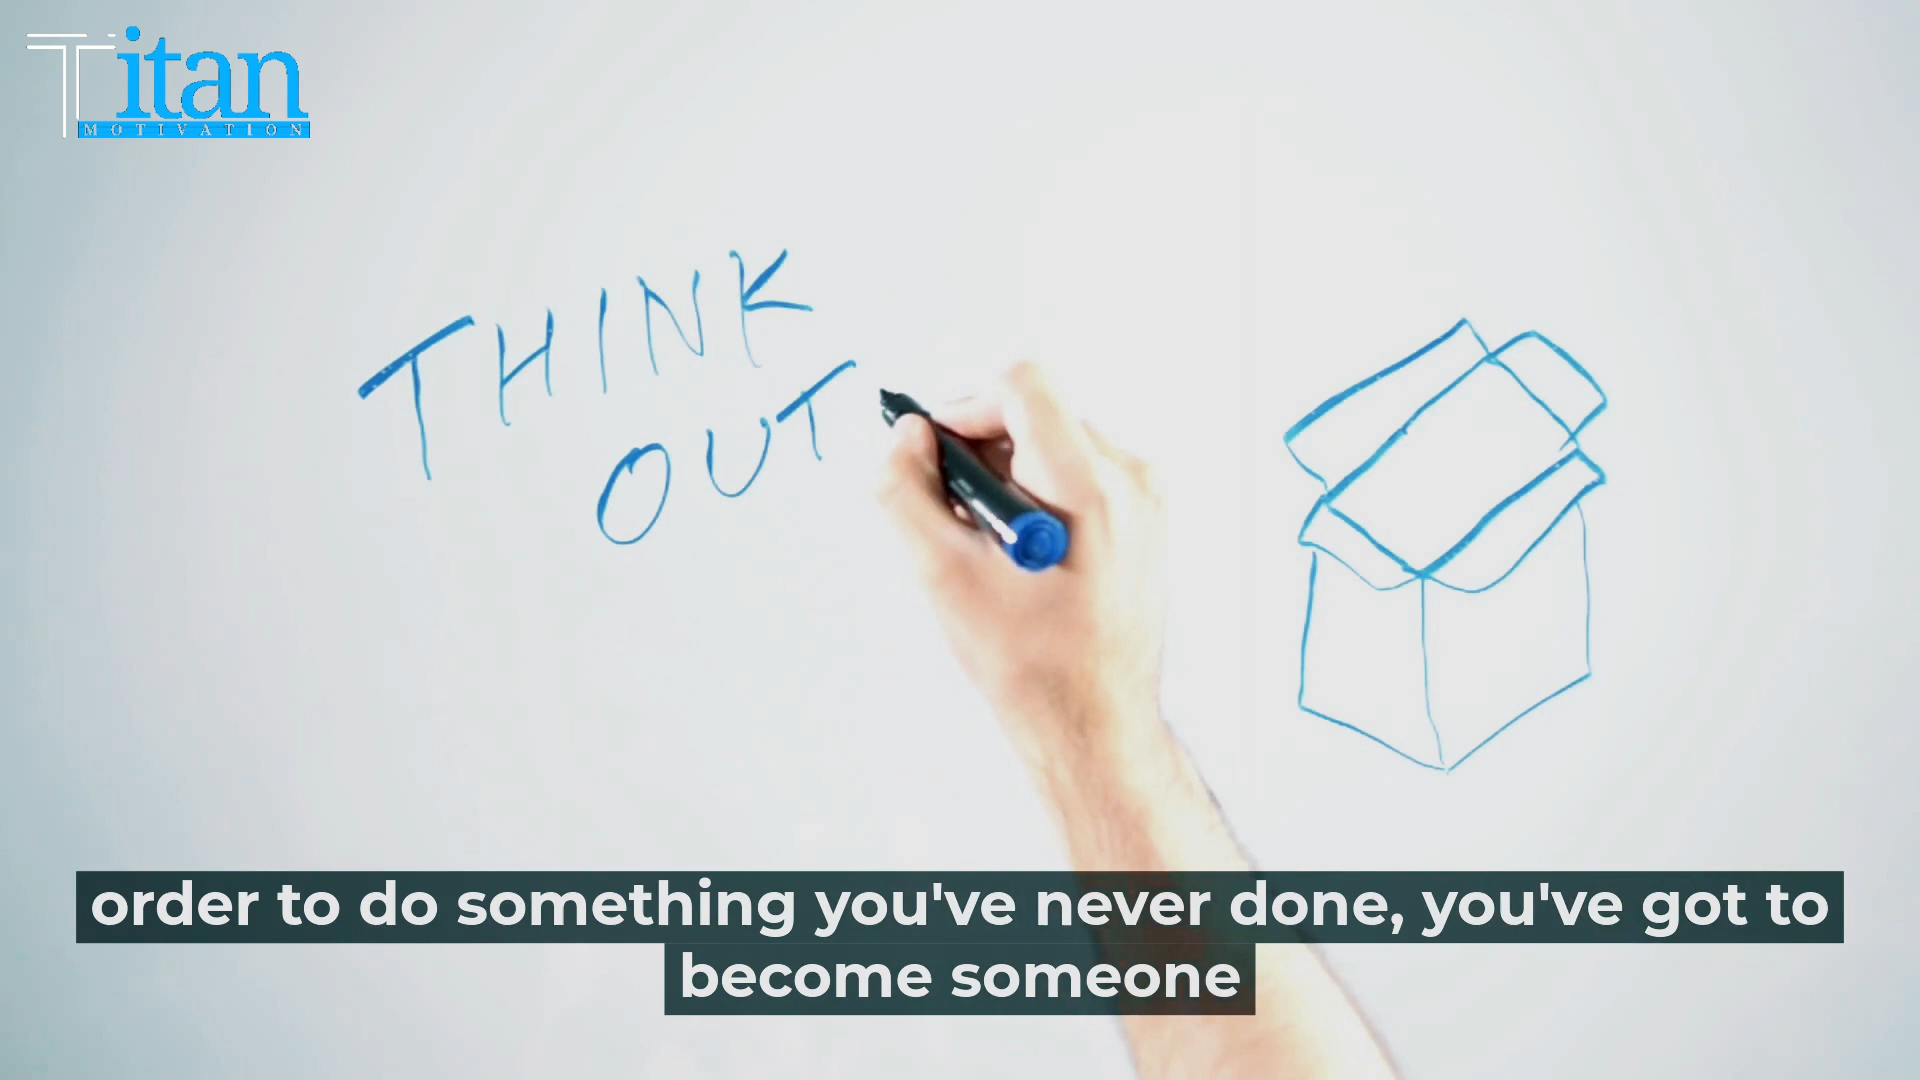 Titan
MOTIVATION
THINK
OUT
order to do something you've never done, you've got to
become someone